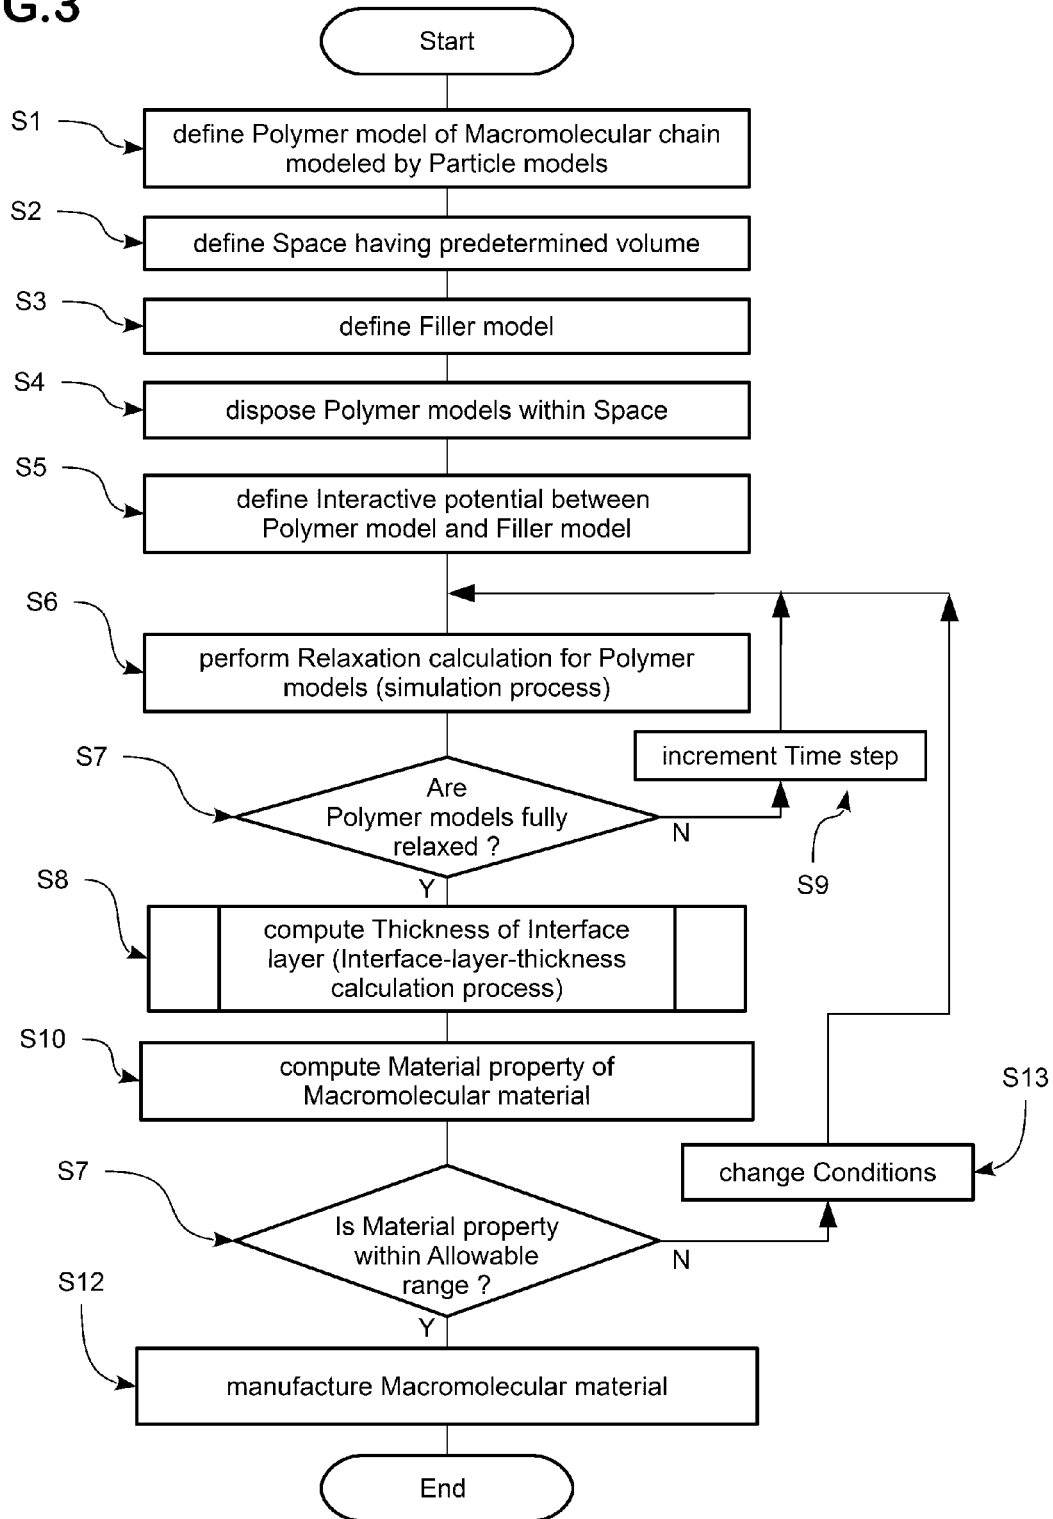 G.3
Start
S1
define Polymer model of Macromolecular chain
modeled by Particle models
S2
define Space having predetermined volume
S3
define Filler model
S4
dispose Polymer models within Space
S5
define Interactive potential between
Polymer model and Filler model
S6
perform Relaxation calculation for Polymer
models (simulation process)
S7
Are
Polymer models fully
relaxed ?
N
increment Time step
S9
Y
S8
compute Thickness of Interface
layer (Interface-layer-thickness
calculation process)
S10
compute Material property of
Macromolecular material
S13
change Conditions
S7
Is Material property
within Allowable
range ?
N
Y
S12
manufacture Macromolecular material
End